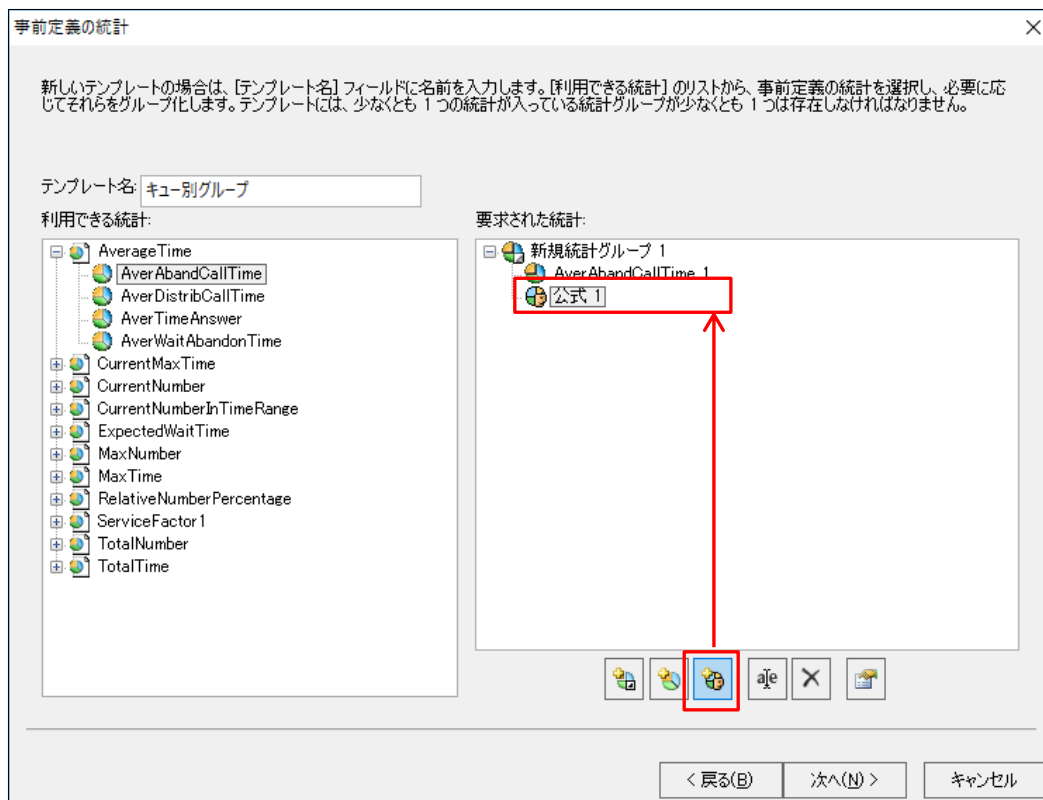 事前定義の統計
新しいテンプレートの場合は、[テンプレート名] フィールドに名前を入力します。[利用できる統計] のリストから、事前定義の統計を選択し、必要に応
じてそれらをグループ化します。テンプレートには、少なくとも 1 つの統計が入っている統計グループが少なくとも 1 つは存在しなければなりません。
テンプレート名: キュー別グループ
利用できる統計:
AverageTime
AverAbandCallTime
AverDistribCallTime
AverTimeAnswer
AverWaitAbandonTime
CurrentMaxTime
CurrentNumber
CurrentNumberInTimeRange
ExpectedWaitTime
MaxNumber
MaxTime
RelativeNumberPercentage
ServiceFactor1
TotalNumber
TotalTime
要求された統計:
新規統計グループ 1
AverAbandCallTime 1
公式 1
a|e
< 戻る(B)
次へ(N) >
キャンセル